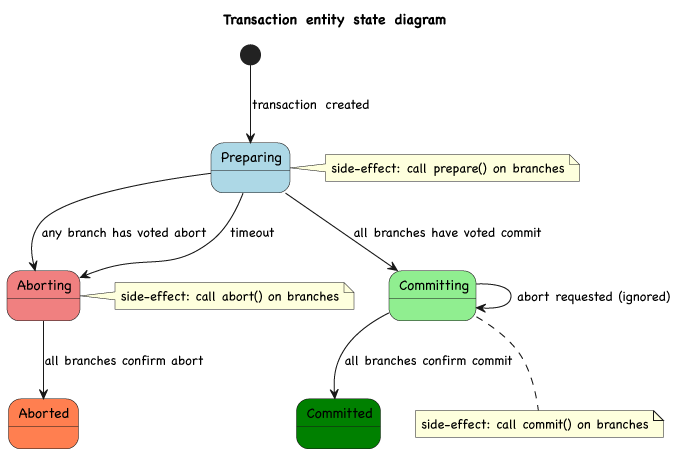 Transaction entity state diagram
transaction created
Preparing
side-effect: call prepare() on branches
any branch has voted abort
timeout
all branches have voted commit
Aborting
side-effect: call abort() on branches
Committing
abort requested (ignored)
all branches confirm abort
all branches confirm commit
Aborted
Committed
side-effect: call commit() on branches